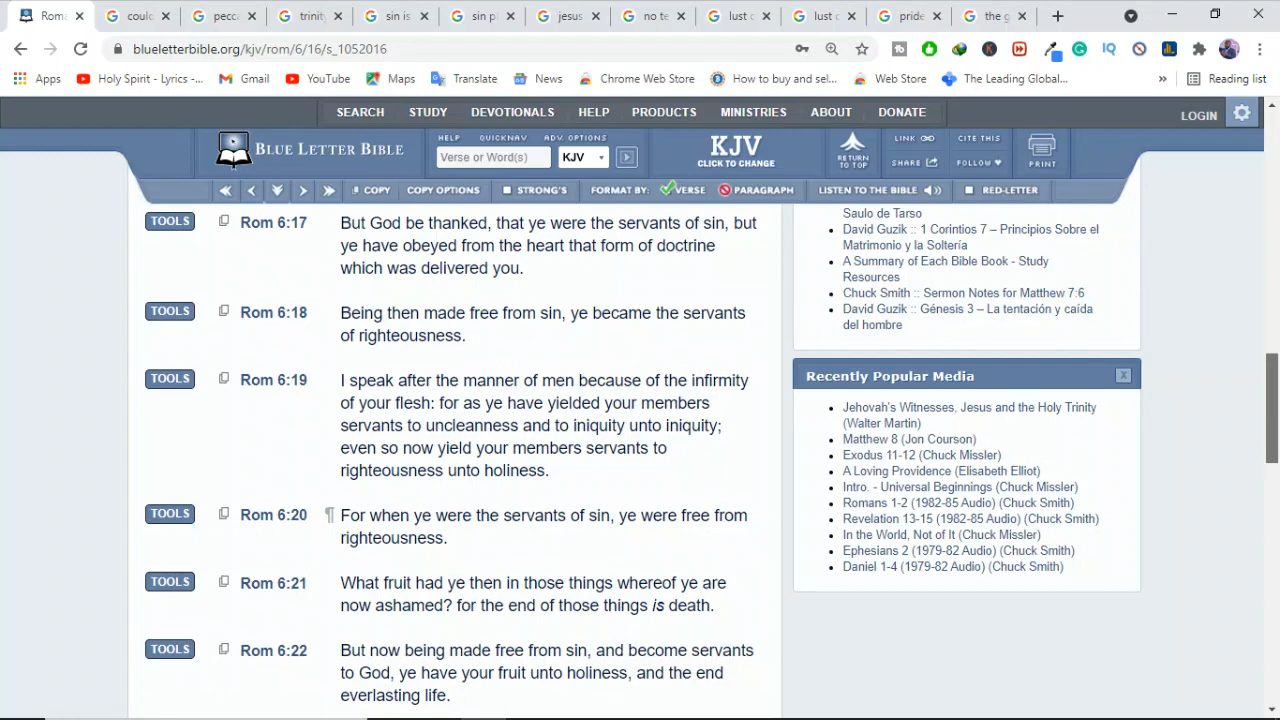 Roma
could
pecca
trinity
sin is
sin p
jesus
no te
lust c
lust c
pride
the g
blueletterbible.org/kjv/rom/6/16/s_1052016
Apps
Holy Spirit - Lyrics -...
Gmail
YouTube
Maps
Translate
News
Chrome Web Store
How to buy and sel...
Web Store
The Leading Global...
»
Reading list
SEARCH STUDY DEVOTIONALS HELP PRODUCTS MINISTRIES ABOUT DONATE
LOGIN
BLUE LETTER BIBLE
HELP QUICKNAV ADV. OPTIONS
Verse or Word(s)
KJV
KJV
CLICK TO CHANGE
RETURN
TO TOP
LINK
CITE THIS
SHARE
FOLLOW
PRINT
COPY COPY OPTIONS STRONG'S FORMAT BY: VERSE PARAGRAPH LISTEN TO THE BIBLE RED-LETTER
TOOLS Rom 6:17 But God be thanked, that ye were the servants of sin, but
ye have obeyed from the heart that form of doctrine
which was delivered you.
TOOLS Rom 6:18 Being then made free from sin, ye became the servants
of righteousness.
TOOLS Rom 6:19 I speak after the manner of men because of the infirmity
of your flesh: for as ye have yielded your members
servants to uncleanness and to iniquity unto iniquity;
even so now yield your members servants to
righteousness unto holiness.
TOOLS Rom 6:20 ¶ For when ye were the servants of sin, ye were free from
righteousness.
TOOLS Rom 6:21 What fruit had ye then in those things whereof ye are
now ashamed? for the end of those things is death.
TOOLS Rom 6:22 But now being made free from sin, and become servants
to God, ye have your fruit unto holiness, and the end
everlasting life.
Saulo de Tarso
David Guzik :: 1 Corintios 7 – Principios Sobre el
Matrimonio y la Soltería
A Summary of Each Bible Book - Study
Resources
Chuck Smith :: Sermon Notes for Matthew 7:6
David Guzik :: Génesis 3 – La tentación y caída
del hombre
Recently Popular Media
X
Jehovah's Witnesses, Jesus and the Holy Trinity
(Walter Martin)
Matthew 8 (Jon Courson)
Exodus 11-12 (Chuck Missler)
A Loving Providence (Elisabeth Elliot)
Intro. - Universal Beginnings (Chuck Missler)
Romans 1-2 (1982-85 Audio) (Chuck Smith)
Revelation 13-15 (1982-85 Audio) (Chuck Smith)
In the World, Not of It (Chuck Missler)
Ephesians 2 (1979-82 Audio) (Chuck Smith)
Daniel 1-4 (1979-82 Audio) (Chuck Smith)